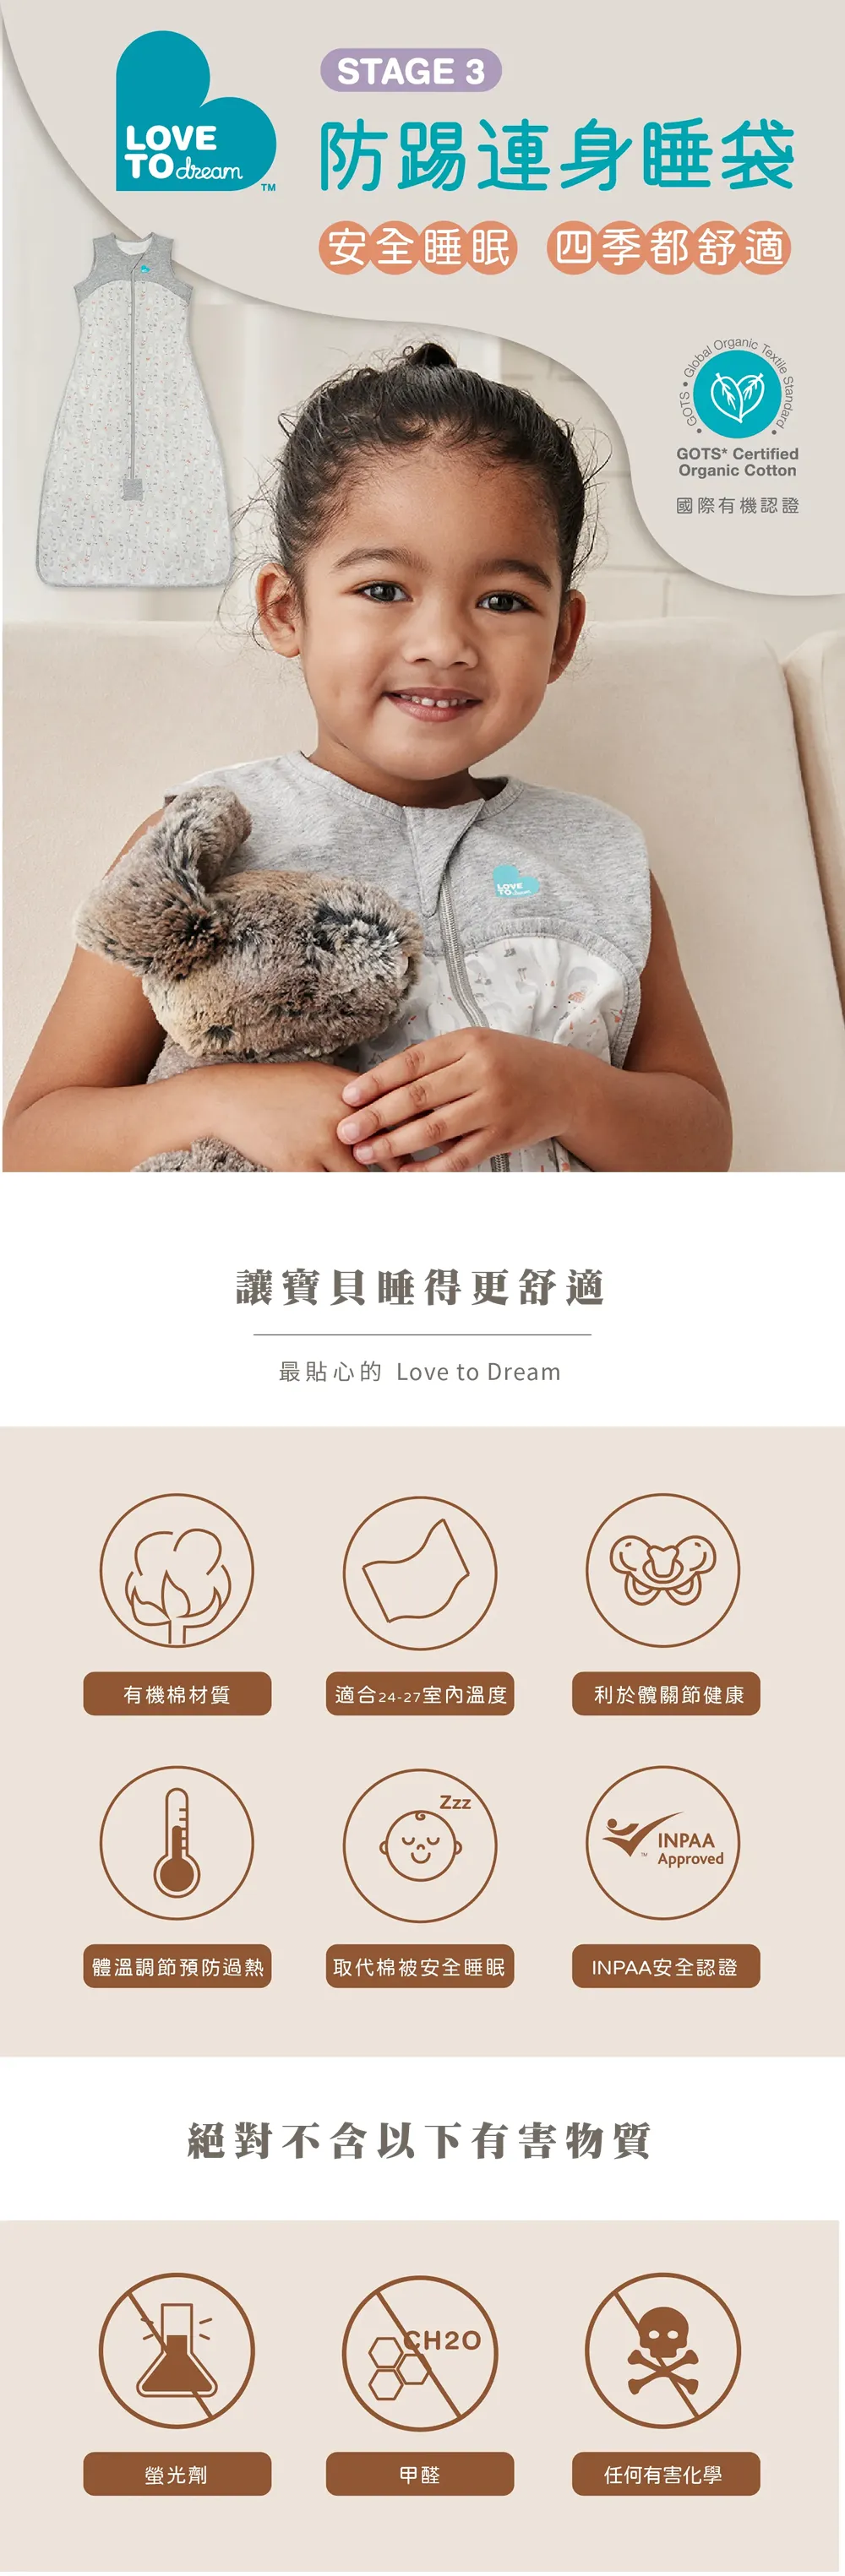 LOVE
TO dream
TM
STAGE 3
防踢連身睡袋
安全睡眠 四季都舒適
GOTS • Global Organic Textile Standard •
GOTS* Certified
Organic Cotton
國際有機認證
LOVE
TO dream
讓寶貝睡得更舒適
最貼心的 Love to Dream
有機棉材質
適合24-27室內溫度
利於髖關節健康
Zzz
INPAA
TM
Approved
體溫調節預防過熱
取代棉被安全睡眠
INPAA安全認證
絕對不含以下有害物質
CH2O
螢光劑
甲醛
任何有害化學